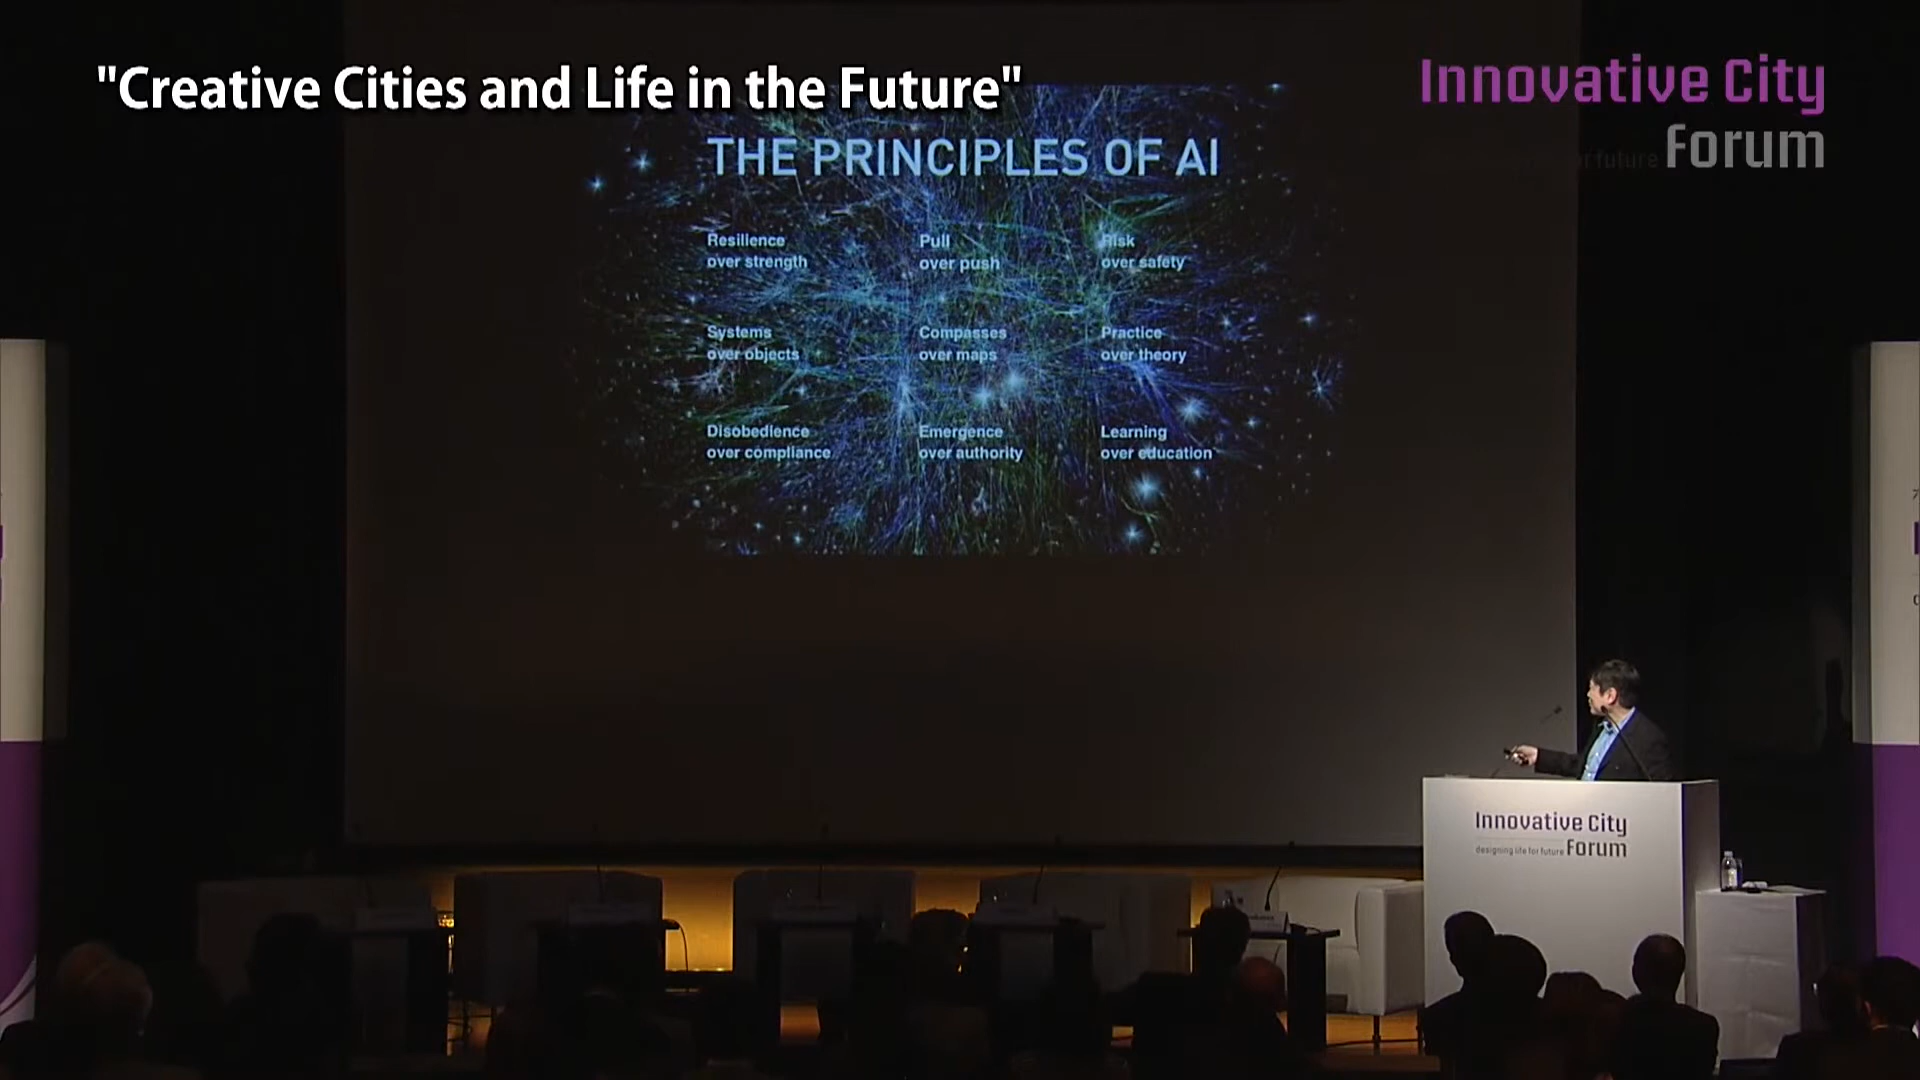 "Creative Cities and Life in the Future"
Innovative City
for future Forum
THE PRINCIPLES OF AI
Resilience
over strength
Pull
over push
Risk
over safety
Systems
over objects
Compasses
over maps
Practice
over theory
Disobedience
over compliance
Emergence
over authority
Learning
over education
Innovative City
designing life for future Forum